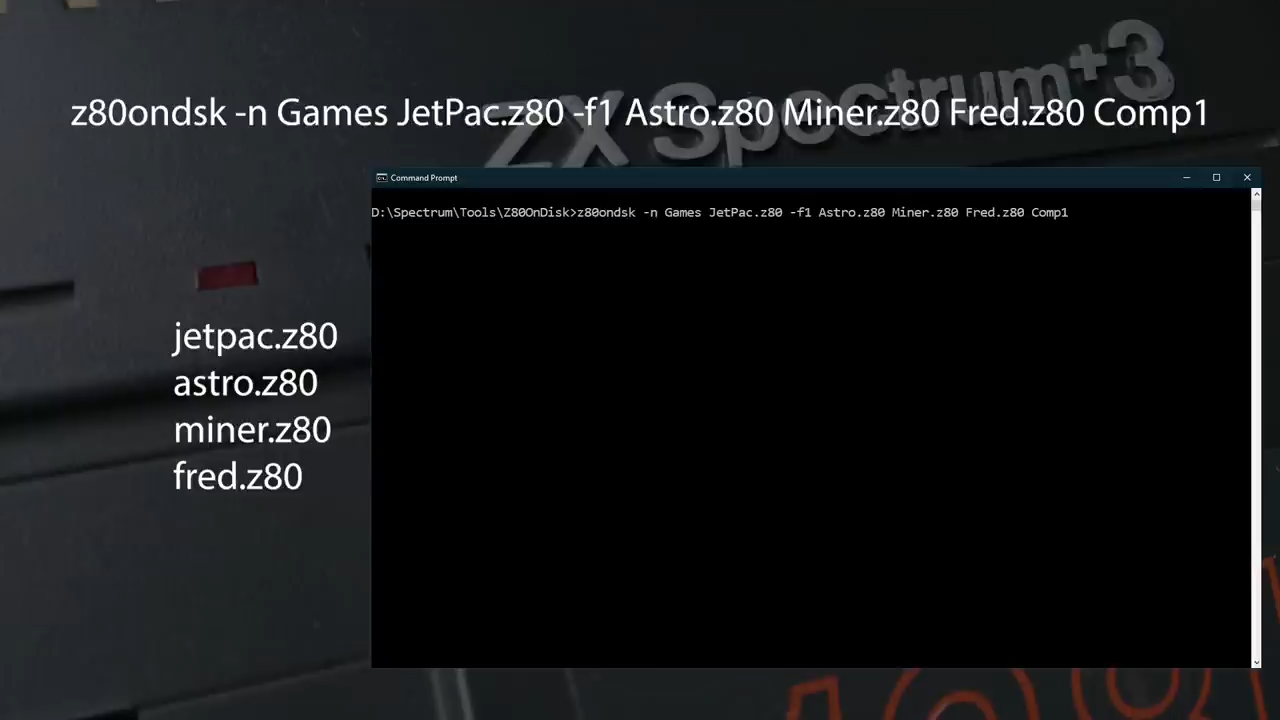 ZX Spectrum+3
z80ondsk -n Games JetPac.z80 -f1 Astro.z80 Miner.z80 Fred.z80 Comp1
Command Prompt
D:\Spectrum\Tools\Z80OnDisk>z80ondsk -n Games JetPac.z80 -f1 Astro.z80 Miner.z80 Fred.z80 Comp1
jetpac.z80
astro.z80
miner.z80
fred.z80